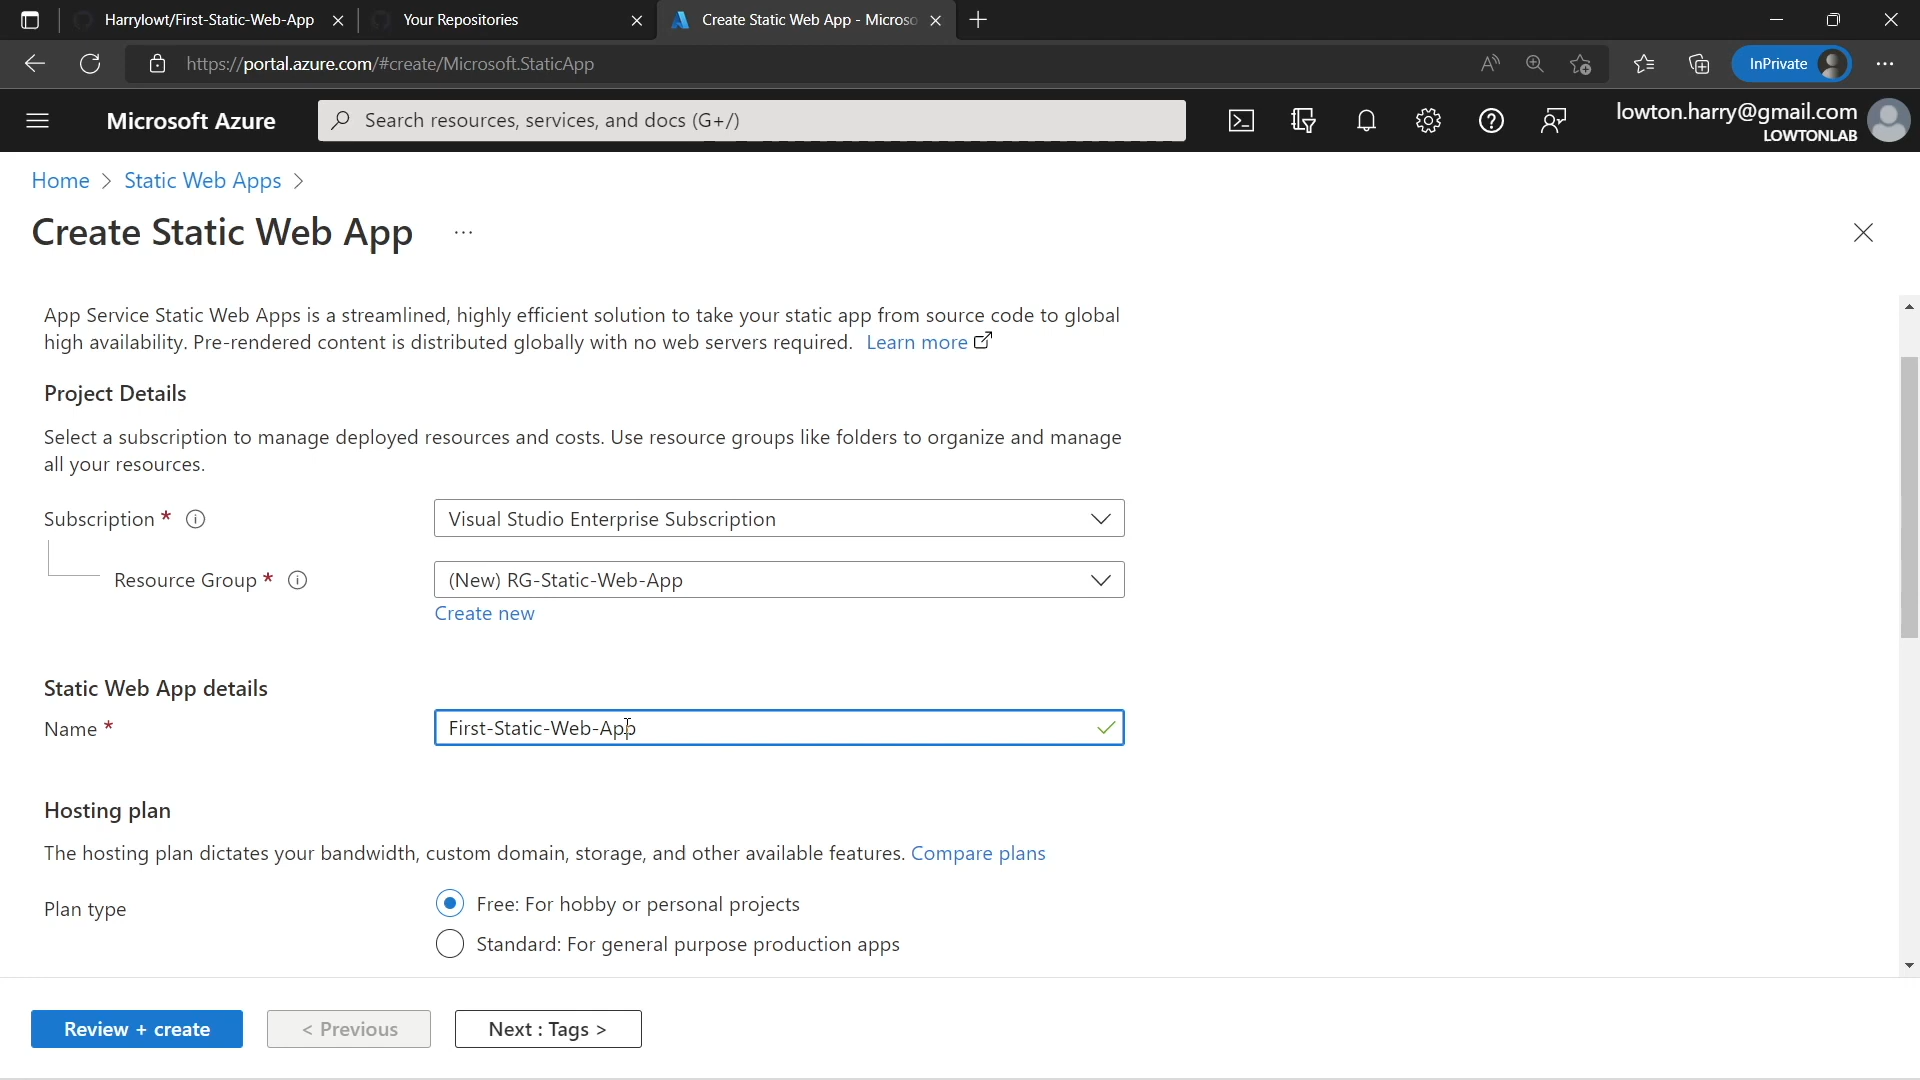 Harrylowt/First-Static-Web-App
Your Repositories
Create Static Web App - Microso
https://portal.azure.com/#create/Microsoft.StaticApp
InPrivate
Microsoft Azure
Search resources, services, and docs (G+/)
lowton.harry@gmail.com
LOWTONLAB
Home > Static Web Apps >
Create Static Web App ...
App Service Static Web Apps is a streamlined, highly efficient solution to take your static app from source code to global
high availability. Pre-rendered content is distributed globally with no web servers required. Learn more
Project Details
Select a subscription to manage deployed resources and costs. Use resource groups like folders to organize and manage
all your resources.
Subscription *
Visual Studio Enterprise Subscription
Resource Group *
(New) RG-Static-Web-App
Create new
Static Web App details
Name *
First-Static-Web-App
Hosting plan
The hosting plan dictates your bandwidth, custom domain, storage, and other available features. Compare plans
Plan type
Free: For hobby or personal projects
Standard: For general purpose production apps
Review + create
< Previous
Next : Tags >